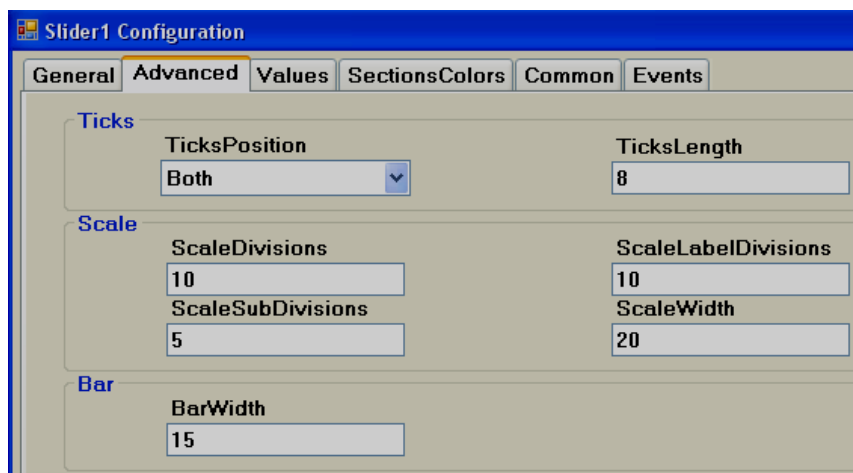 Slider1 Configuration
General Advanced Values SectionsColors Common Events
Ticks
TicksPosition TicksLength
Both 8
Scale
ScaleDivisions ScaleLabelDivisions
10 10
ScaleSubDivisions ScaleWidth
5 20
Bar
BarWidth
15